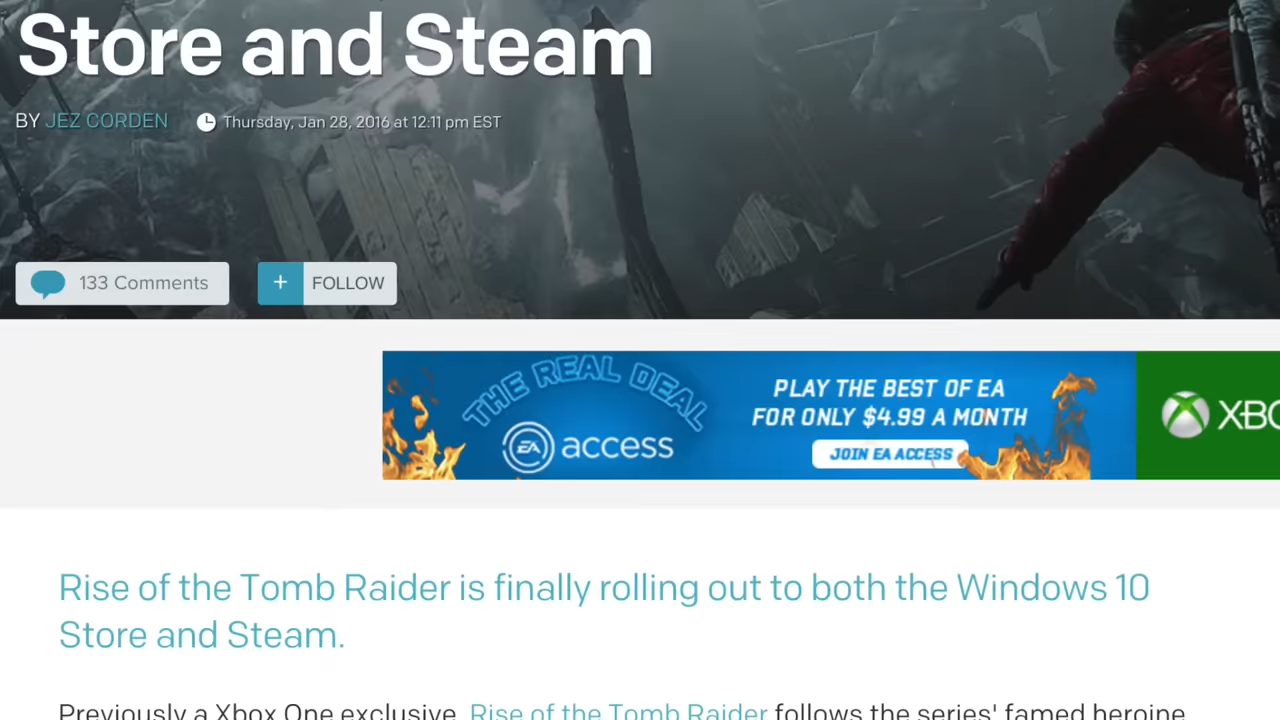 Store and Steam
BY JEZ CORDEN Thursday, Jan 28, 2016 at 12:11 pm EST
133 Comments + FOLLOW
THE REAL DEAL
EA access
PLAY THE BEST OF EA
FOR ONLY $4.99 A MONTH
JOIN EA ACCESS
XBO
Rise of the Tomb Raider is finally rolling out to both the Windows 10
Store and Steam.
Previously a Xbox One exclusive, Rise of the Tomb Raider follows the series' famed heroine